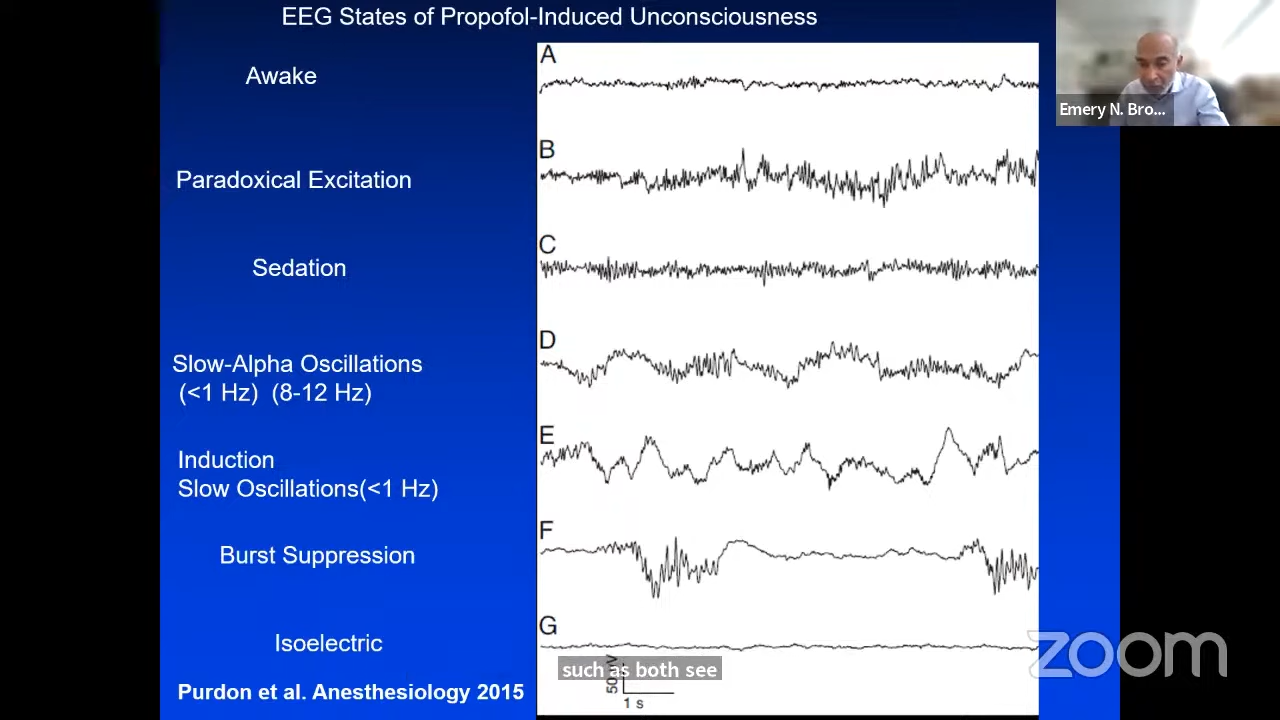 EEG States of Propofol-Induced Unconsciousness
Emery N. Bro...
A
Awake
B
Paradoxical Excitation
C
Sedation
D
Slow-Alpha Oscillations
(<1 Hz) (8-12 Hz)
E
Induction
Slow Oscillations(<1 Hz)
F
Burst Suppression
G
Isoelectric
zoom
such as both see
Purdon et al. Anesthesiology 2015
1 s